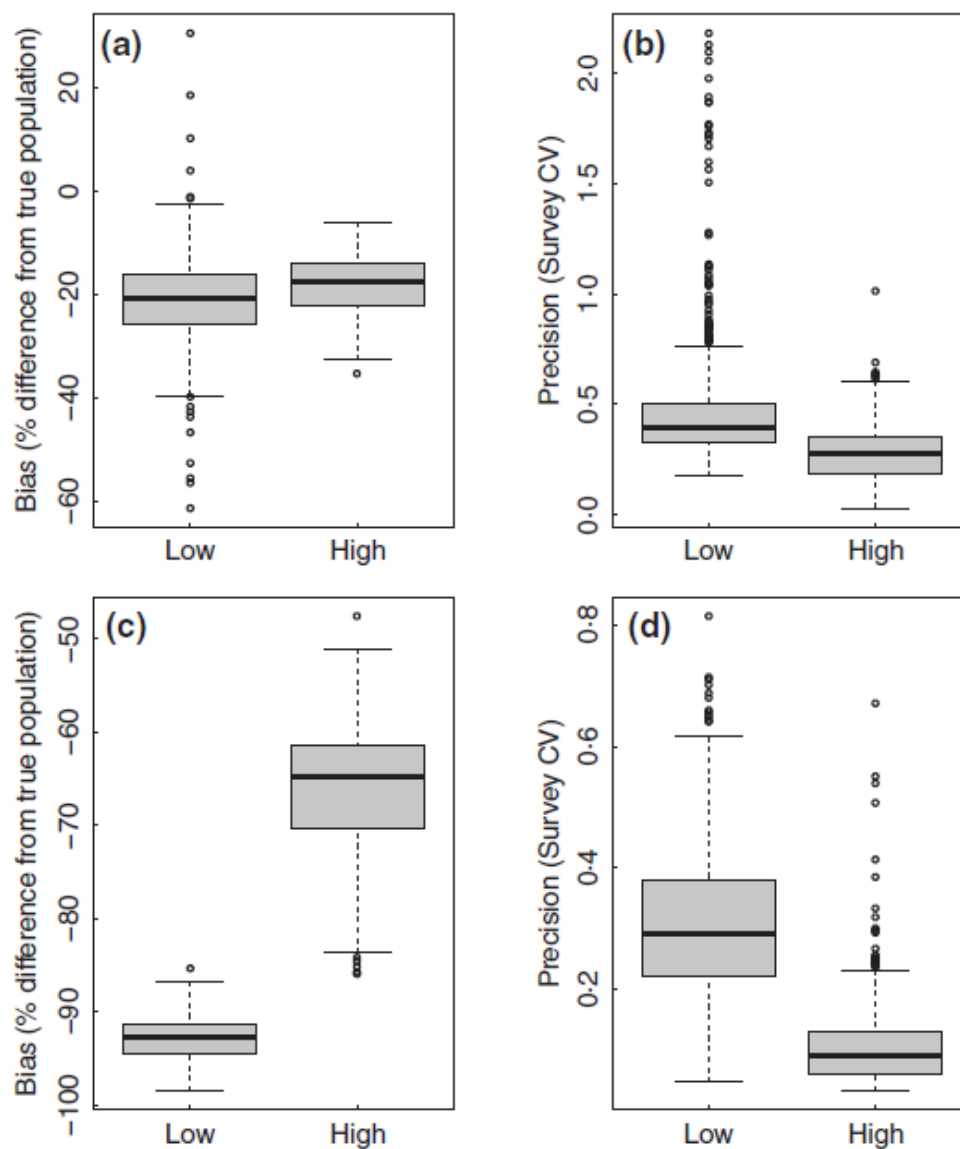 (a)
Bias (% difference from true population)
20
0
−20
−40
−60
Low High
(b)
Precision (Survey CV)
2·0
1·5
1·0
0·5
0·0
Low High
(c)
Bias (% difference from true population)
−50
−60
−70
−80
−90
−100
Low High
(d)
Precision (Survey CV)
0·8
0·6
0·4
0·2
Low High